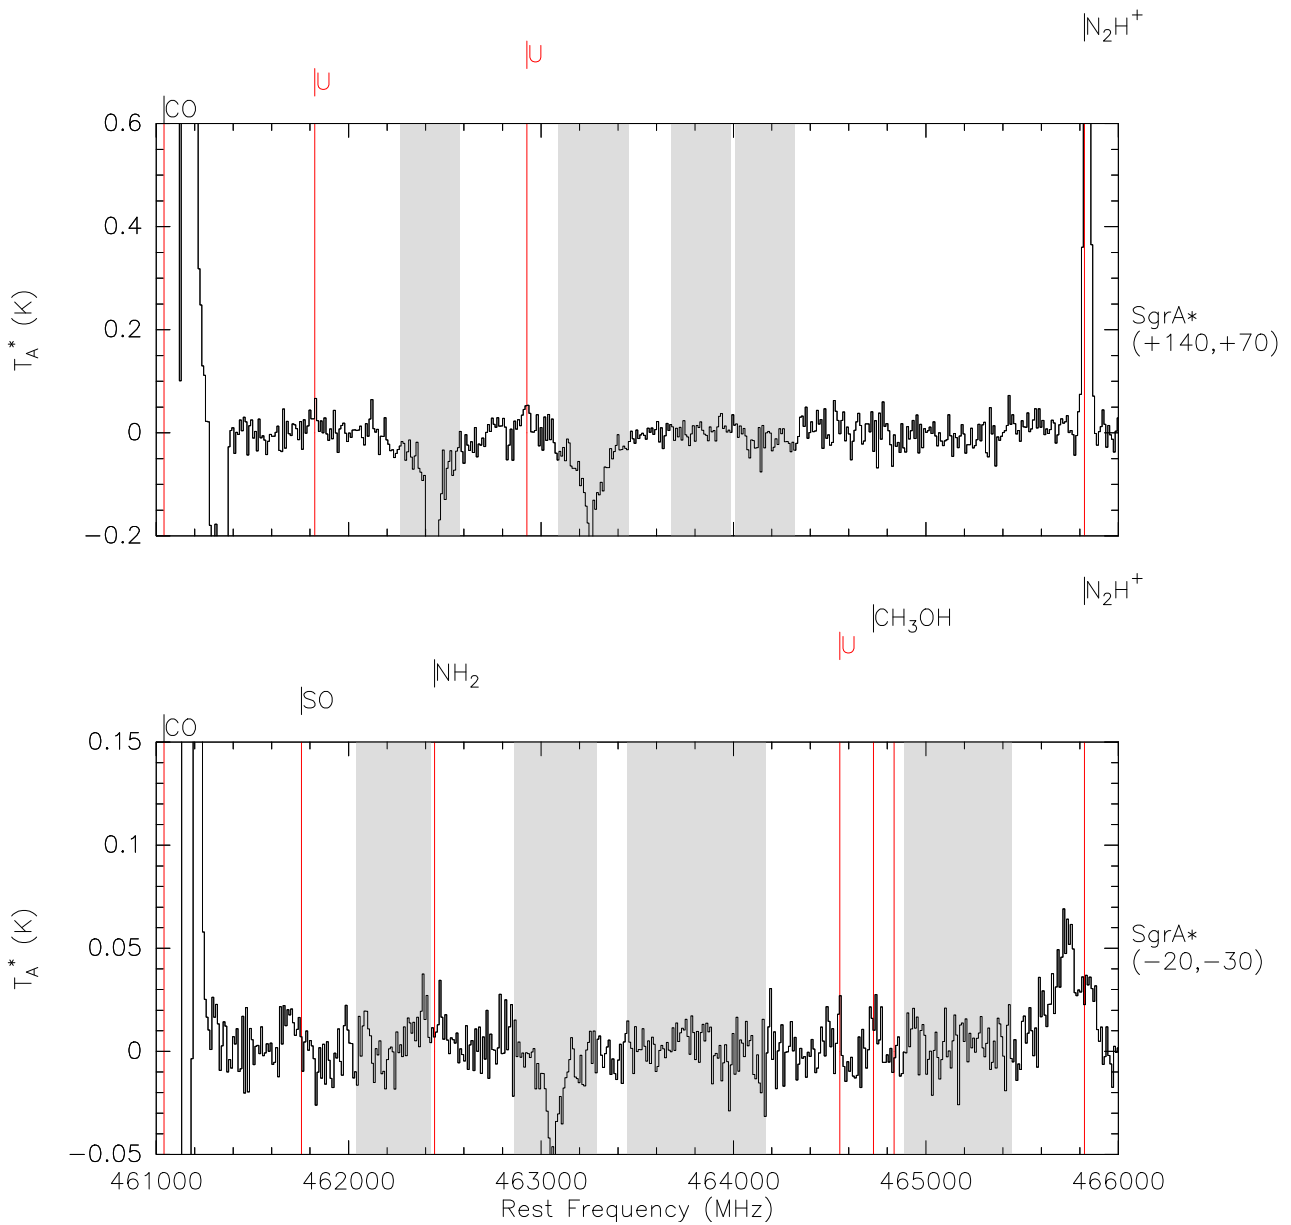 |N₂H⁺
|U
|U
|CO
0.6
0.4
0.2
0
−0.2
T_A^* (K)
SgrA*
(+140,+70)
|N₂H⁺
|CH₃OH
|U
|NH₂
|SO
|CO
0.15
0.1
0.05
0
−0.05
T_A^* (K)
SgrA*
(−20,−30)
461000 462000 463000 464000 465000 466000
Rest Frequency (MHz)